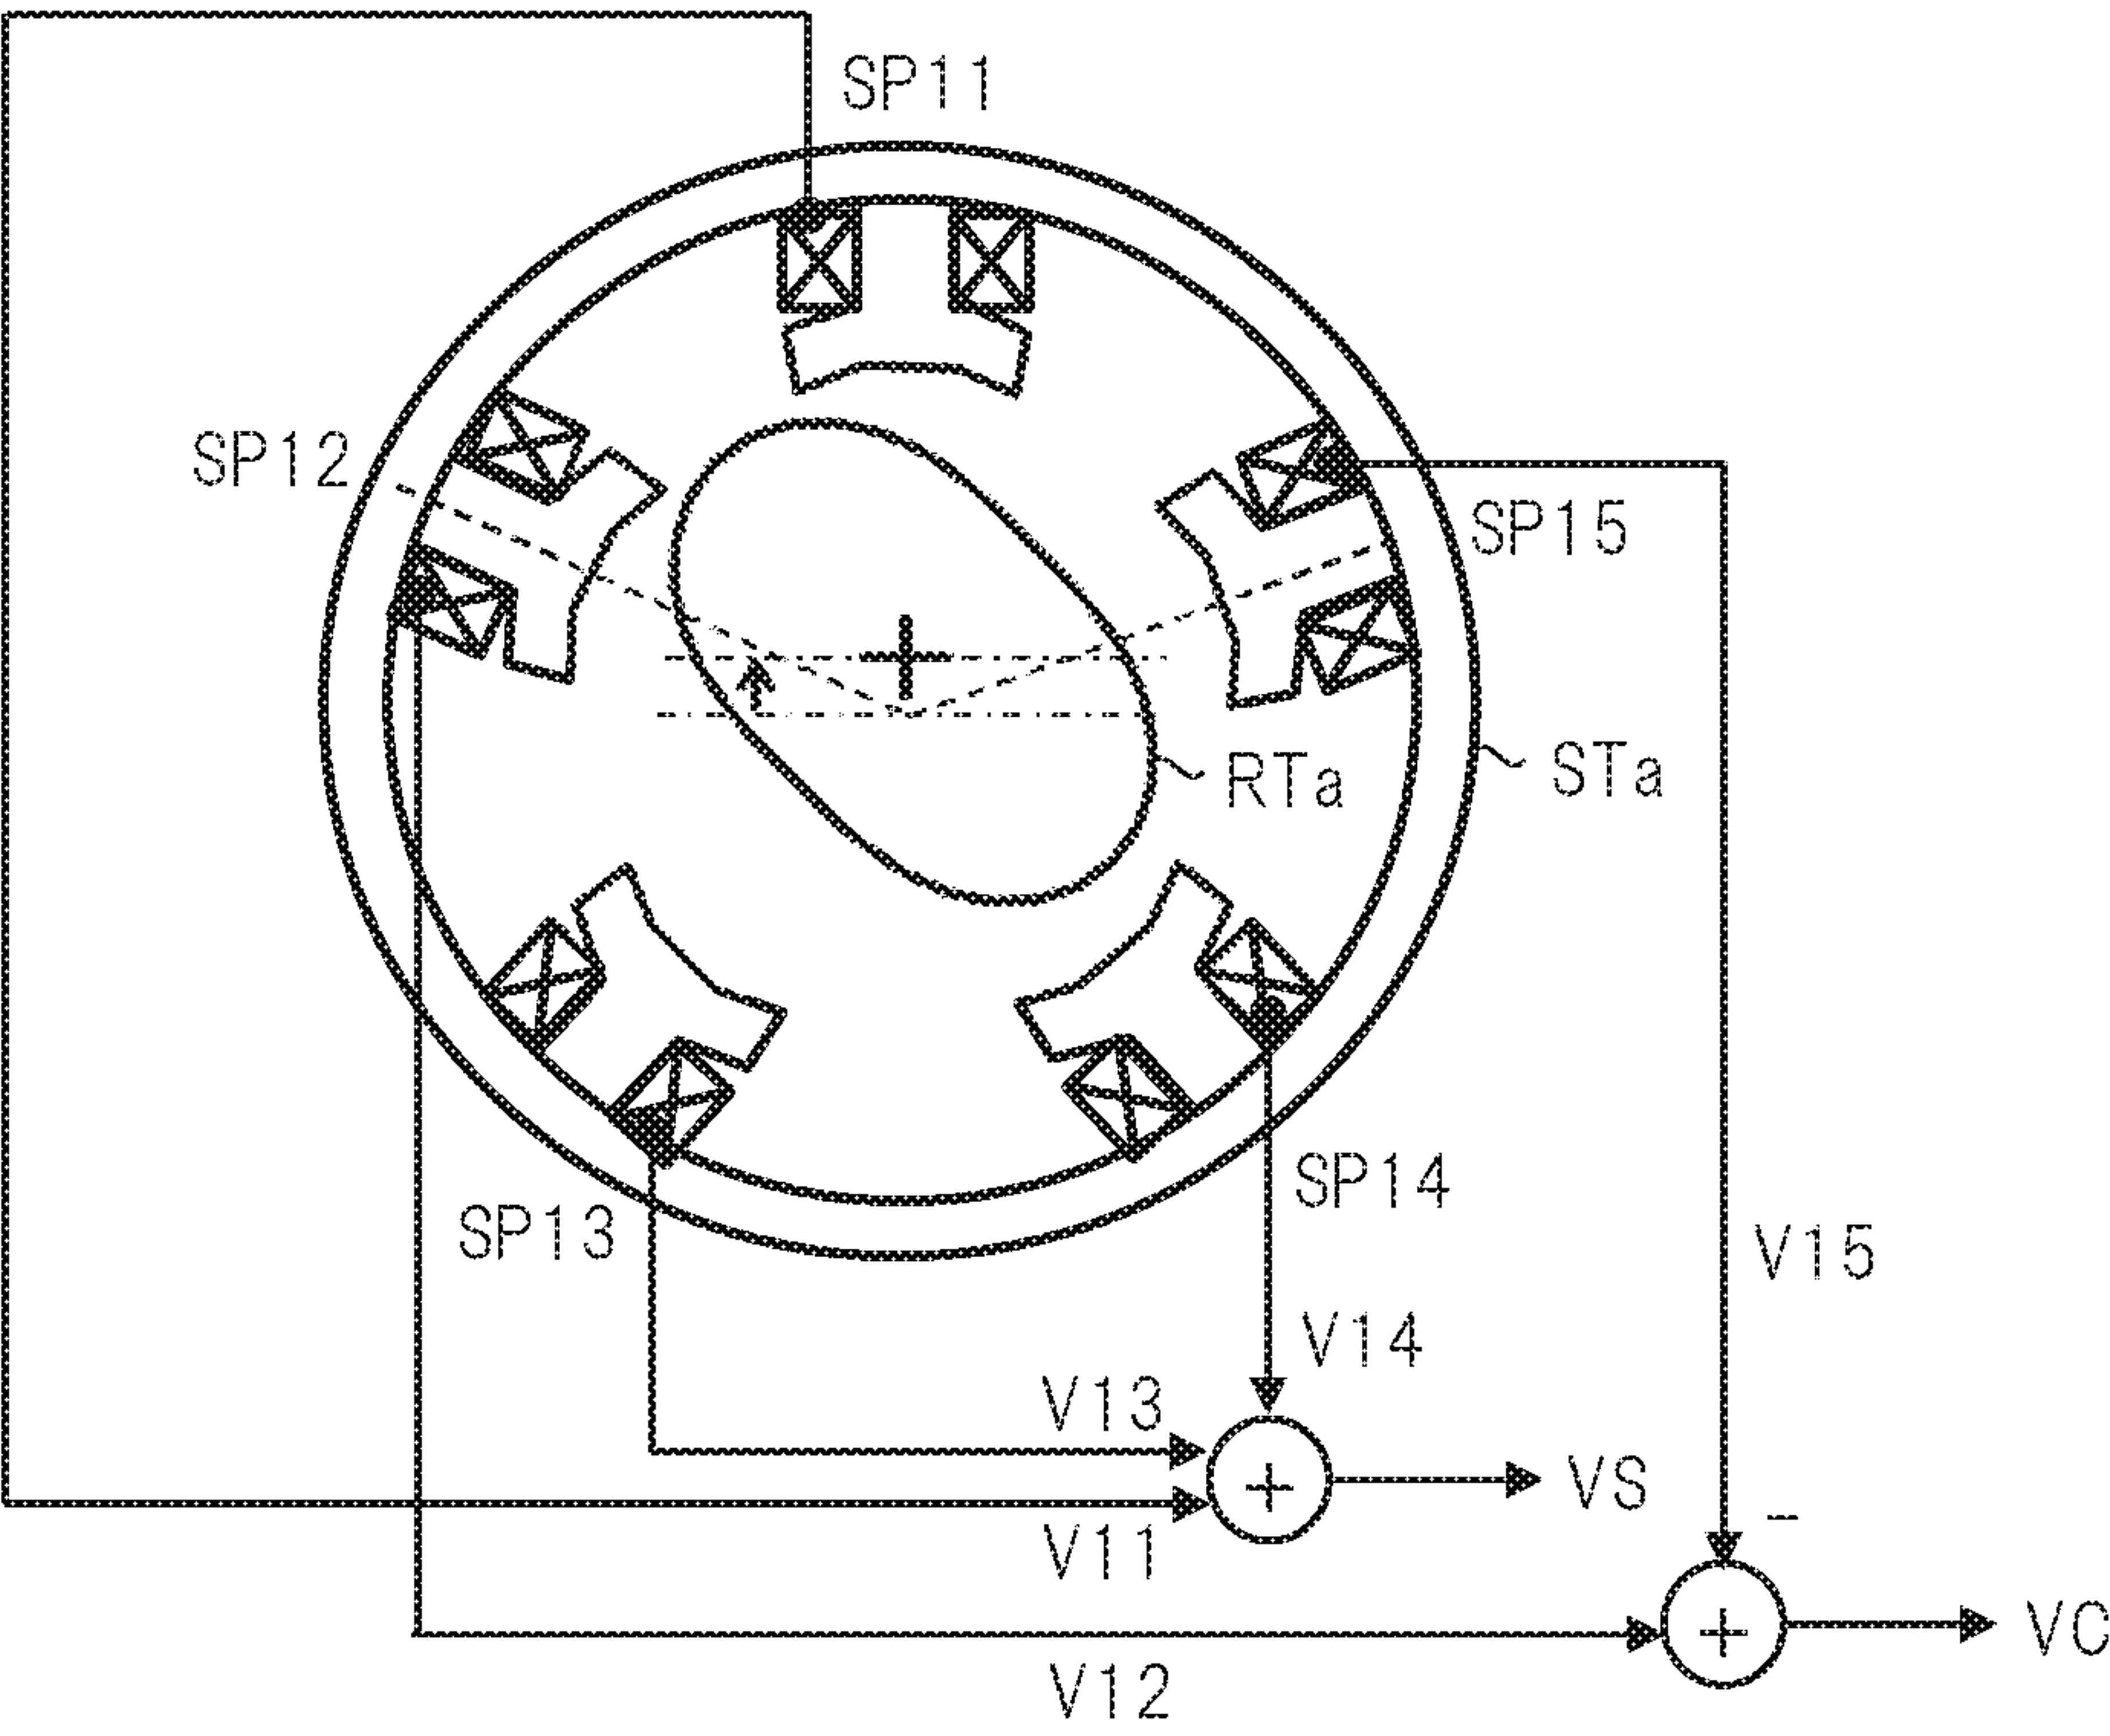 SP11
SP12
SP15
RTa
STa
SP14
SP13
V15
V14
V13
VS
V11
-
+
+
VC
V12